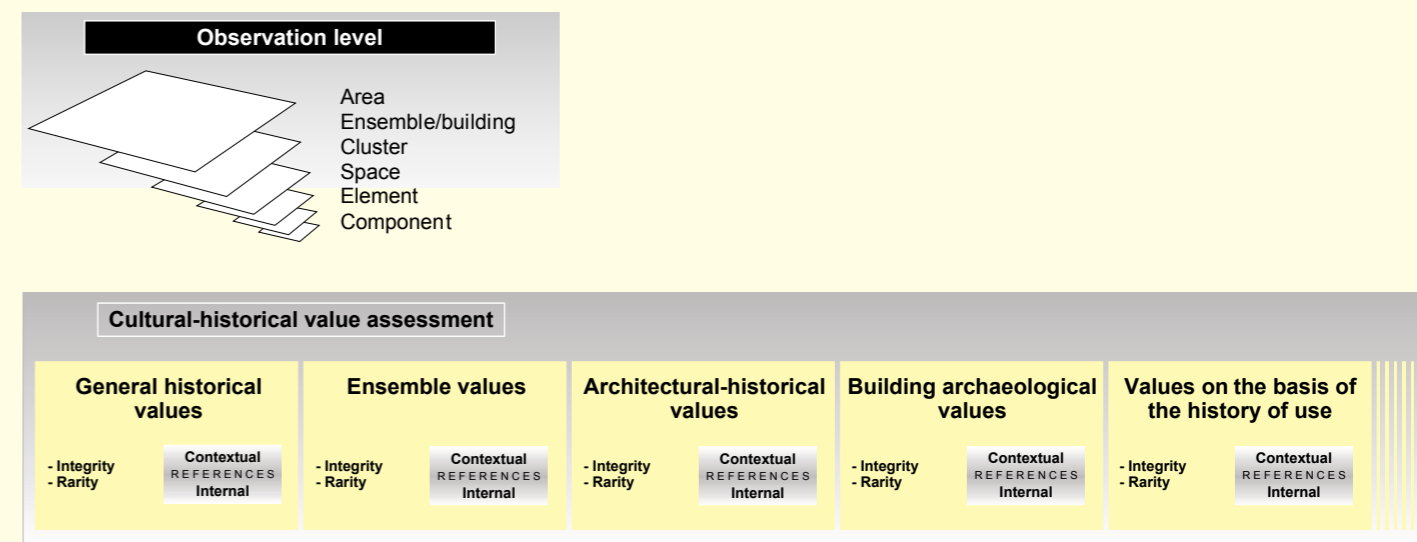 Observation level
Area
Ensemble/building
Cluster
Space
Element
Component
Cultural-historical value assessment
General historical
values
- Integrity
- Rarity
Contextual
REFERENCES
Internal
Ensemble values
- Integrity
- Rarity
Contextual
REFERENCES
Internal
Architectural-historical
values
- Integrity
- Rarity
Contextual
REFERENCES
Internal
Building archaeological
values
- Integrity
- Rarity
Contextual
REFERENCES
Internal
Values on the basis of
the history of use
- Integrity
- Rarity
Contextual
REFERENCES
Internal